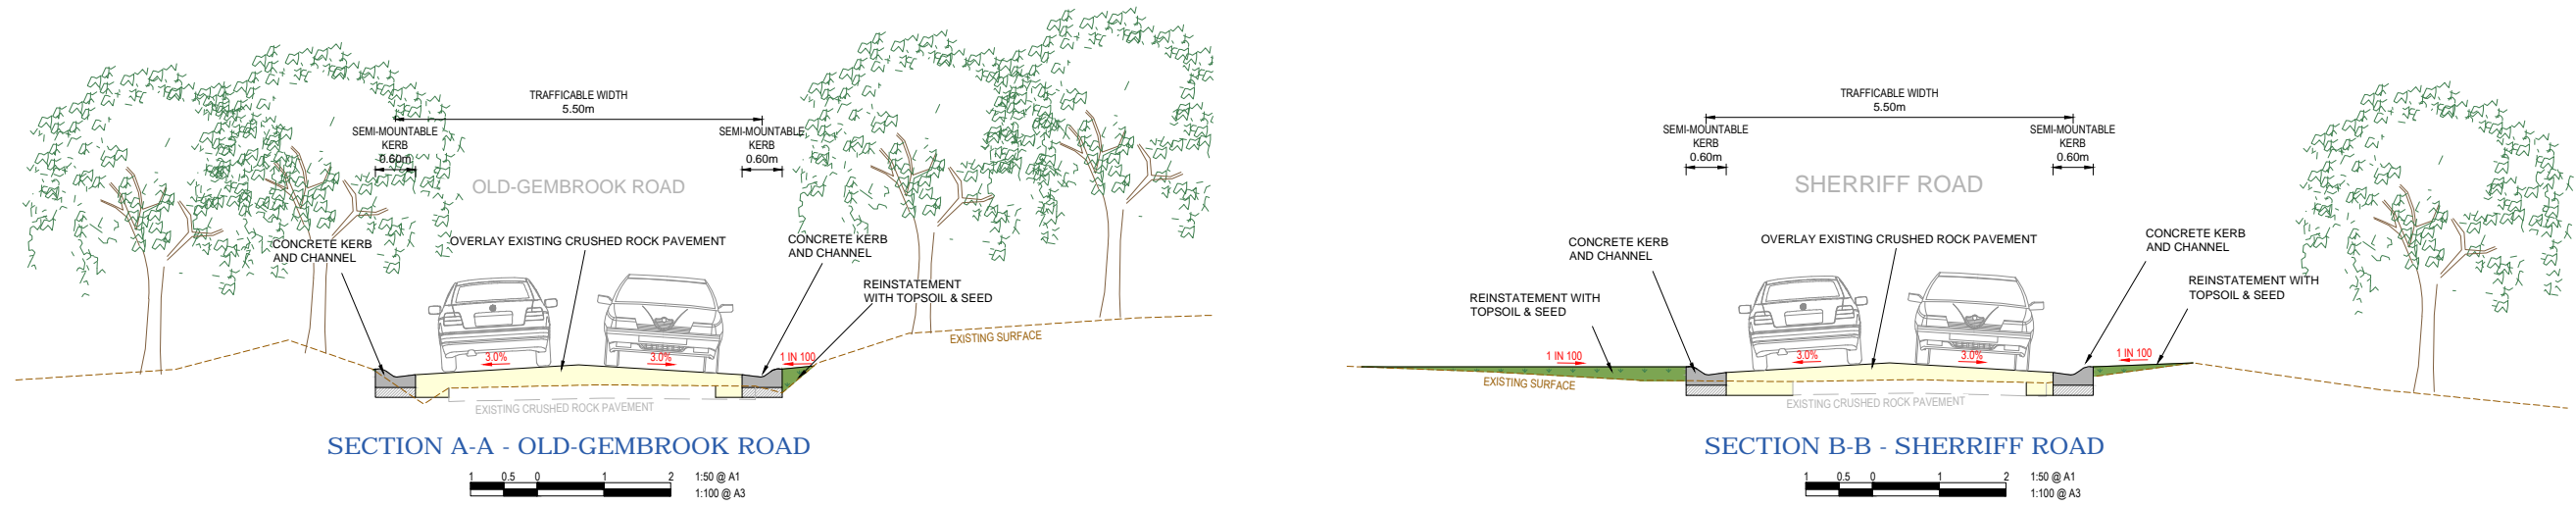 TRAFFICABLE WIDTH
5.50m
SEMI-MOUNTABLE
KERB
0.60m
SEMI-MOUNTABLE
KERB
0.60m
OLD-GEMBROOK ROAD
CONCRETE KERB
AND CHANNEL
OVERLAY EXISTING CRUSHED ROCK PAVEMENT
CONCRETE KERB
AND CHANNEL
REINSTATEMENT
WITH TOPSOIL & SEED
EXISTING SURFACE
3.0%
3.0%
1 IN 100
EXISTING CRUSHED ROCK PAVEMENT
SECTION A-A - OLD-GEMBROOK ROAD
1 0.5 0 1 2
1:50 @ A1
1:100 @ A3
TRAFFICABLE WIDTH
5.50m
SEMI-MOUNTABLE
KERB
0.60m
SEMI-MOUNTABLE
KERB
0.60m
SHERRIFF ROAD
CONCRETE KERB
AND CHANNEL
OVERLAY EXISTING CRUSHED ROCK PAVEMENT
CONCRETE KERB
AND CHANNEL
REINSTATEMENT WITH
TOPSOIL & SEED
REINSTATEMENT WITH
TOPSOIL & SEED
1 IN 100
3.0%
3.0%
1 IN 100
EXISTING SURFACE
EXISTING CRUSHED ROCK PAVEMENT
SECTION B-B - SHERRIFF ROAD
1 0.5 0 1 2
1:50 @ A1
1:100 @ A3